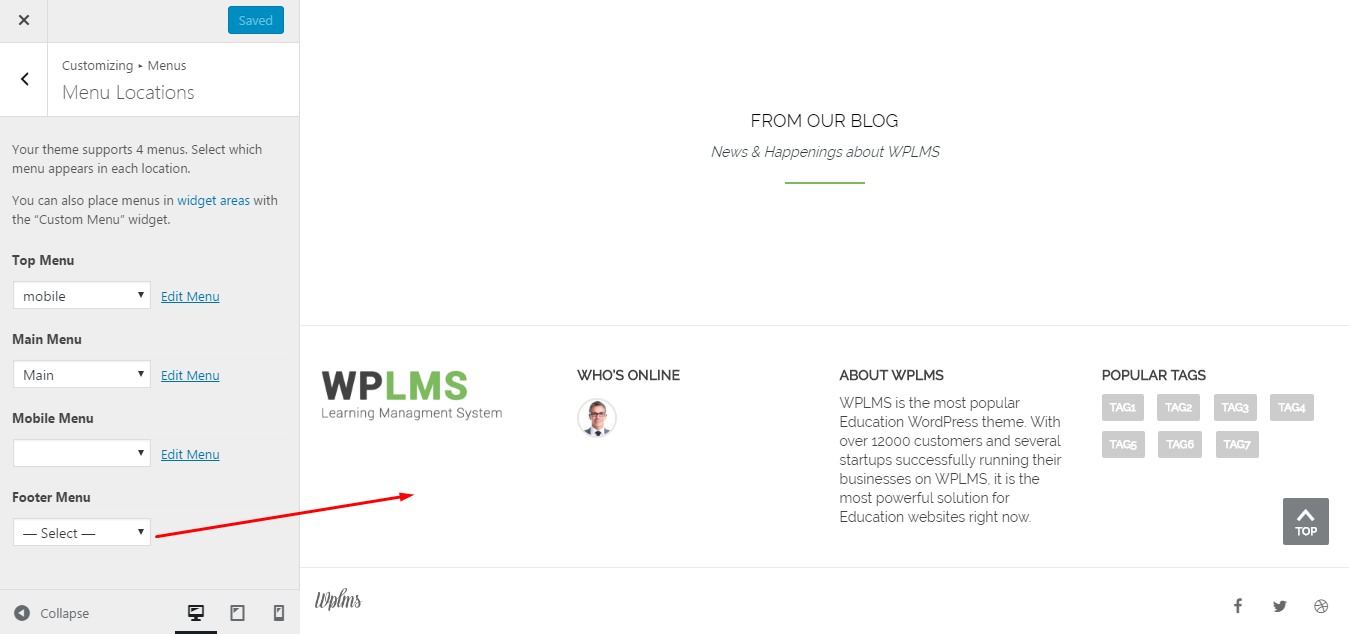 Saved
Customizing ▸ Menus
Menu Locations
Your theme supports 4 menus. Select which
menu appears in each location.
You can also place menus in widget areas with
the “Custom Menu” widget.
Top Menu
mobile
Edit Menu
Main Menu
Main
Edit Menu
Mobile Menu
Edit Menu
Footer Menu
— Select —
Collapse
FROM OUR BLOG
News & Happenings about WPLMS
WPLMS
Learning Managment System
WHO'S ONLINE
ABOUT WPLMS
WPLMS is the most popular
Education WordPress theme. With
over 12000 customers and several
startups successfully running their
businesses on WPLMS, it is the
most powerful solution for
Education websites right now.
POPULAR TAGS
TAG1 TAG2 TAG3 TAG4
TAG5 TAG6 TAG7
TOP
Wplms